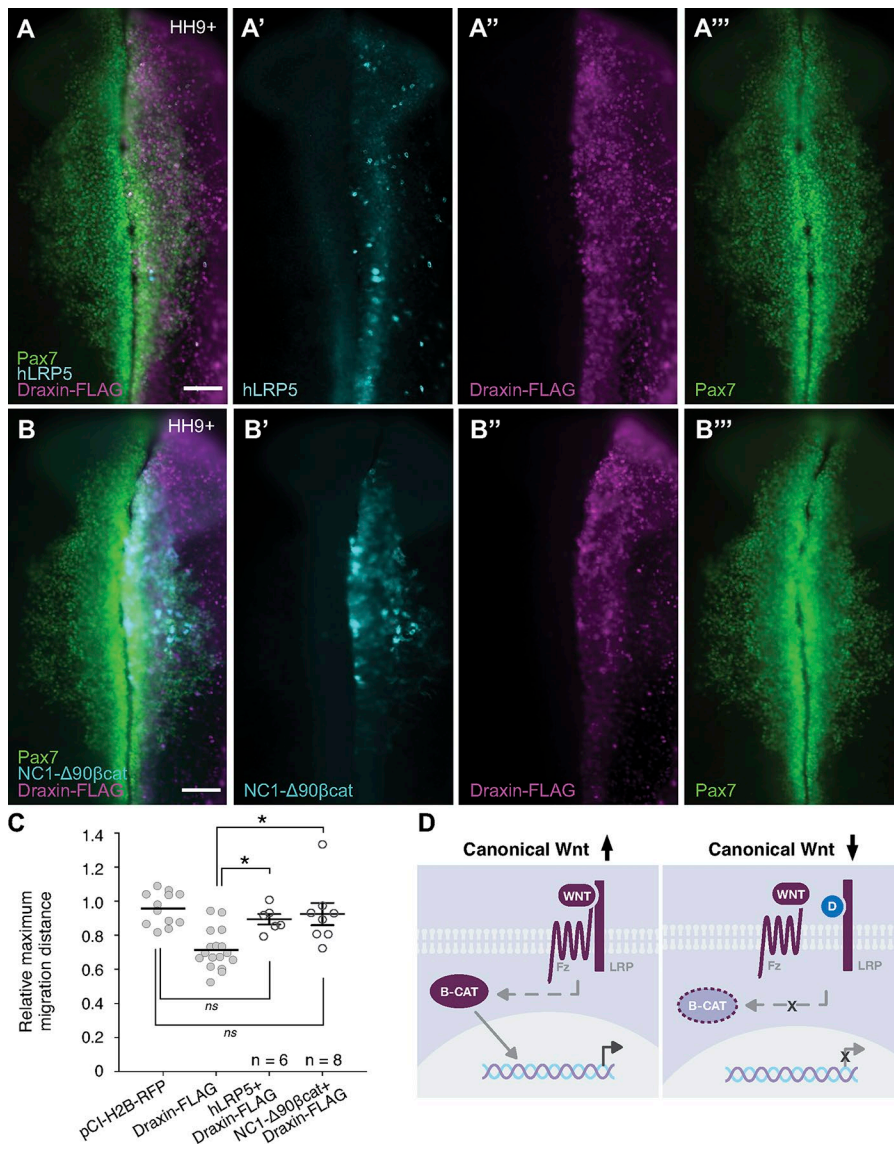 A
HH9+
Pax7
hLRP5
Draxin-FLAG
A'
hLRP5
A''
Draxin-FLAG
A'''
Pax7
B
HH9+
Pax7
NC1-Δ90βcat
Draxin-FLAG
B'
NC1-Δ90βcat
B''
Draxin-FLAG
B'''
Pax7
C
Relative maximum
migration distance
1.4
1.2
1.0
0.8
0.6
0.4
0.2
0
*
*
ns
ns
n = 6
n = 8
pCI-H2B-RFP
Draxin-FLAG
hLRP5+
Draxin-FLAG
NC1-Δ90βcat+
Draxin-FLAG
D
Canonical Wnt
WNT
Fz
LRP
B-CAT
Canonical Wnt
WNT
D
Fz
LRP
B-CAT
X
X